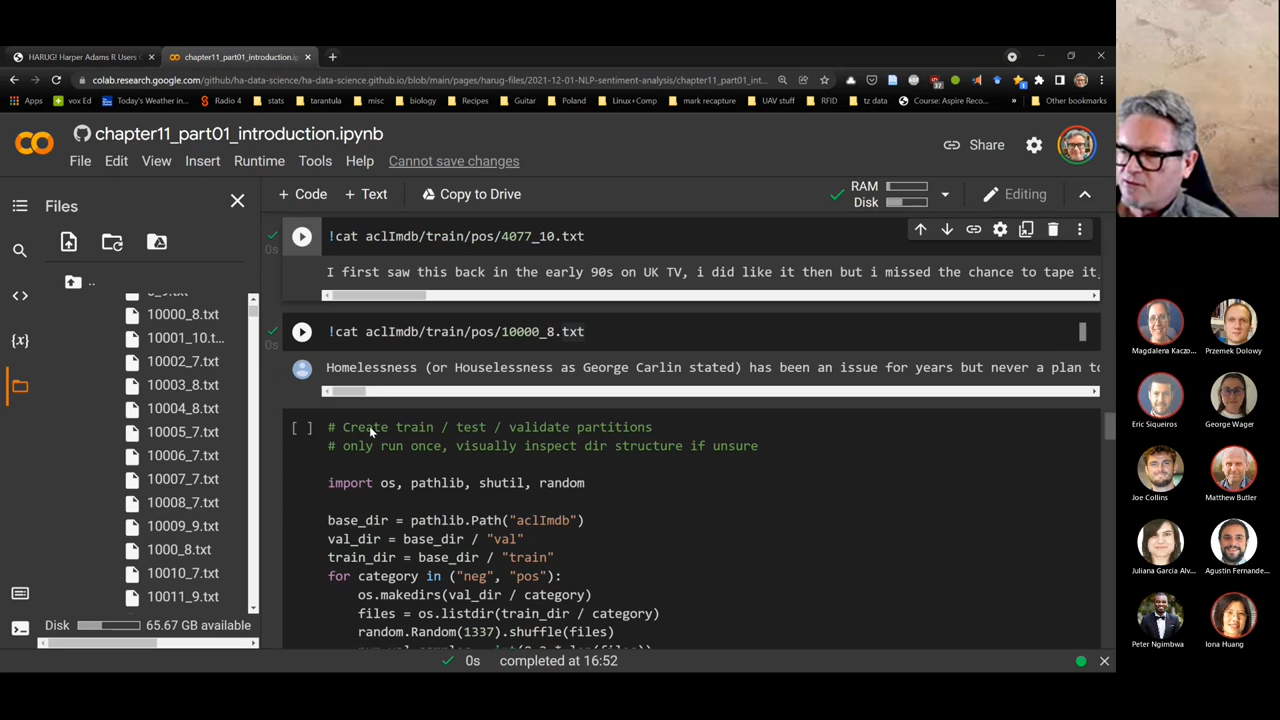 HARUG! Harper Adams R Users
chapter11_part01_introduction.ip
colab.research.google.com/github/ha-data-science/ha-data-science.github.io/blob/main/pages/harug-files/2021-12-01-NLP-sentiment-analysis/chapter11_part01_int...
Apps vox Ed Today's Weather in... Radio 4 stats tarantula misc biology Recipes Guitar Poland Linux+Comp mark recapture UAV stuff RFID tz data Course: Aspire Reco... » Other bookmarks
CO chapter11_part01_introduction.ipynb
File Edit View Insert Runtime Tools Help Cannot save changes
Share
+ Code + Text Copy to Drive
RAM
Disk
Editing
Files
..
10000_8.txt
10001_10.t...
10002_7.txt
10003_8.txt
10004_8.txt
10005_7.txt
10006_7.txt
10007_7.txt
10008_7.txt
10009_9.txt
1000_8.txt
10010_7.txt
10011_9.txt
Disk 65.67 GB available
!cat aclImdb/train/pos/4077_10.txt
0s
I first saw this back in the early 90s on UK TV, i did like it then but i missed the chance to tape it,
!cat aclImdb/train/pos/10000_8.txt
0s
Homelessness (or Houselessness as George Carlin stated) has been an issue for years but never a plan to
[ ] # Create train / test / validate partitions
# only run once, visually inspect dir structure if unsure
import os, pathlib, shutil, random
base_dir = pathlib.Path("aclImdb")
val_dir = base_dir / "val"
train_dir = base_dir / "train"
for category in ("neg", "pos"):
os.makedirs(val_dir / category)
files = os.listdir(train_dir / category)
random.Random(1337).shuffle(files)
0s completed at 16:52
Magdalena Kaczo...
Przemek Dolowy
Eric Siqueiros
George Wager
Joe Collins
Matthew Butler
Juliana Garcia Alv...
Agustin Fernande...
Peter Ngimbwa
Iona Huang